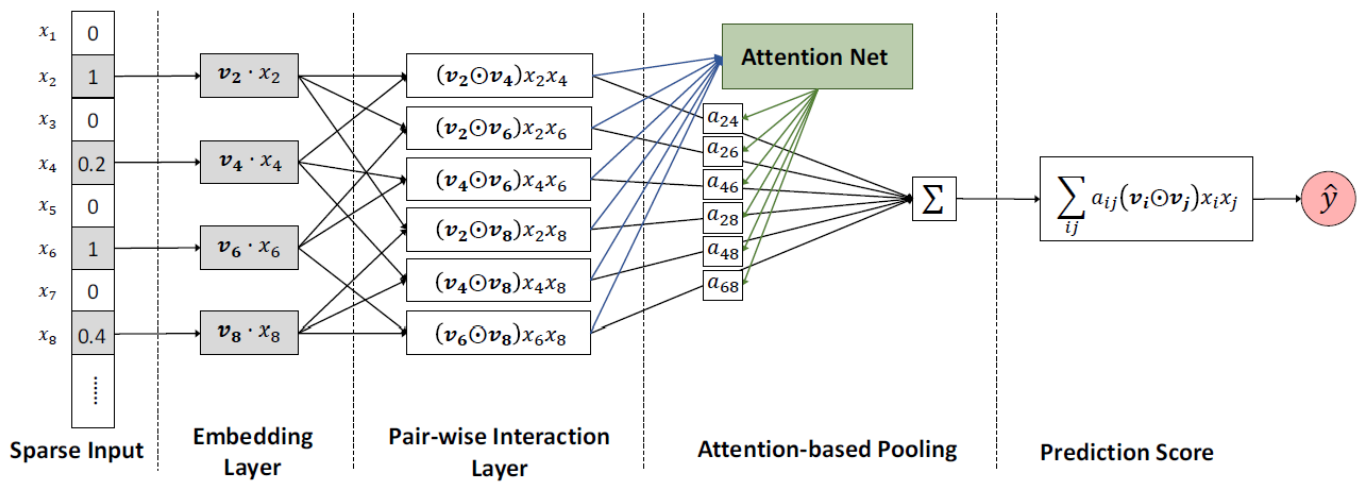 x₁ 0
x₂ 1
x₃ 0
x₄ 0.2
x₅ 0
x₆ 1
x₇ 0
x₈ 0.4
......
Sparse Input
v₂ · x₂
v₄ · x₄
v₆ · x₆
v₈ · x₈
Embedding
Layer
(v₂⊙v₄)x₂x₄
(v₂⊙v₆)x₂x₆
(v₄⊙v₆)x₄x₆
(v₂⊙v₈)x₂x₈
(v₄⊙v₈)x₄x₈
(v₆⊙v₈)x₆x₈
Pair-wise Interaction
Layer
Attention Net
a₂₄
a₂₆
a₄₆
a₂₈
a₄₈
a₆₈
Σ
Attention-based Pooling
∑ᵢⱼ aᵢⱼ(vᵢ⊙vⱼ)xᵢxⱼ
Prediction Score
ŷ